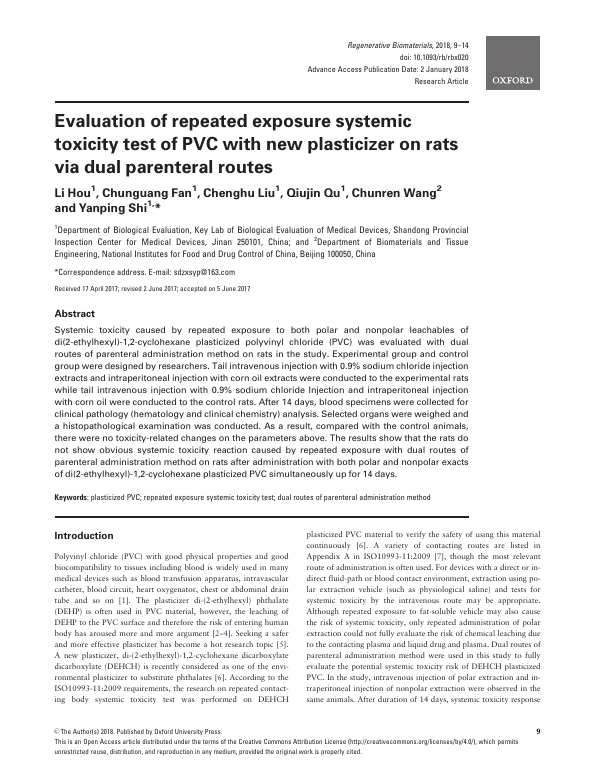 Regenerative Biomaterials, 2018, 9–14
doi: 10.1093/rb/rbx020
Advance Access Publication Date: 2 January 2018
Research Article
OXFORD
Evaluation of repeated exposure systemic
toxicity test of PVC with new plasticizer on rats
via dual parenteral routes
Li Hou1, Chunguang Fan1, Chenghu Liu1, Qiujin Qu1, Chunren Wang2
and Yanping Shi1,*
1Department of Biological Evaluation, Key Lab of Biological Evaluation of Medical Devices, Shandong Provincial
Inspection Center for Medical Devices, Jinan 250101, China; and 2Department of Biomaterials and Tissue
Engineering, National Institutes for Food and Drug Control of China, Beijing 100050, China
*Correspondence address. E-mail: sdzxsyp@163.com
Received 17 April 2017; revised 2 June 2017; accepted on 5 June 2017
Abstract
Systemic toxicity caused by repeated exposure to both polar and nonpolar leachables of
di(2-ethylhexyl)-1,2-cyclohexane plasticized polyvinyl chloride (PVC) was evaluated with dual
routes of parenteral administration method on rats in the study. Experimental group and control
group were designed by researchers. Tail intravenous injection with 0.9% sodium chloride injection
extracts and intraperitoneal injection with corn oil extracts were conducted to the experimental rats
while tail intravenous injection with 0.9% sodium chloride Injection and intraperitoneal injection
with corn oil were conducted to the control rats. After 14 days, blood specimens were collected for
clinical pathology (hematology and clinical chemistry) analysis. Selected organs were weighed and
a histopathological examination was conducted. As a result, compared with the control animals,
there were no toxicity-related changes on the parameters above. The results show that the rats do
not show obvious systemic toxicity reaction caused by repeated exposure with dual routes of
parenteral administration method on rats after administration with both polar and nonpolar exacts
of di(2-ethylhexyl)-1,2-cyclohexane plasticized PVC simultaneously up for 14 days.
Keywords: plasticized PVC; repeated exposure systemic toxicity test; dual routes of parenteral administration method
Introduction
Polyvinyl chloride (PVC) with good physical properties and good
biocompatibility to tissues including blood is widely used in many
medical devices such as blood transfusion apparatus, intravascular
catheter, blood circuit, heart oxygenator, chest or abdominal drain
tube and so on [1]. The plasticizer di-(2-ethylhexyl) phthalate
(DEHP) is often used in PVC material, however, the leaching of
DEHP to the PVC surface and therefore the risk of entering human
body has aroused more and more argument [2–4]. Seeking a safer
and more effective plasticizer has become a hot research topic [5].
A new plasticizer, di-(2-ethylhexyl)-1,2-cyclohexane dicarboxylate
dicarboxylate (DEHCH) is recently considered as one of the envi-
ronmental plasticizer to substitute phthalates [6]. According to the
ISO10993-11:2009 requirements, the research on repeated contact-
ing body systemic toxicity test was performed on DEHCH
plasticized PVC material to verify the safety of using this material
continuously [6]. A variety of contacting routes are listed in
Appendix A in ISO10993-11:2009 [7], though the most relevant
route of administration is often used. For devices with a direct or in-
direct fluid-path or blood contact environment, extraction using po-
lar extraction vehicle (such as physiological saline) and tests for
systemic toxicity by the intravenous route may be appropriate.
Although repeated exposure to fat-soluble vehicle may also cause
the risk of systemic toxicity, only repeated administration of polar
extraction could not fully evaluate the risk of chemical leaching due
to the contacting plasma and liquid drug and plasma. Dual routes of
parenteral administration method were used in this study to fully
evaluate the potential systemic toxicity risk of DEHCH plasticized
PVC. In the study, intravenous injection of polar extraction and in-
traperitoneal injection of nonpolar extraction were observed in the
same animals. After duration of 14 days, systemic toxicity response
© The Author(s) 2018. Published by Oxford University Press.
9
This is an Open Access article distributed under the terms of the Creative Commons Attribution License (http://creativecommons.org/licenses/by/4.0/), which permits
unrestricted reuse, distribution, and reproduction in any medium, provided the original work is properly cited.